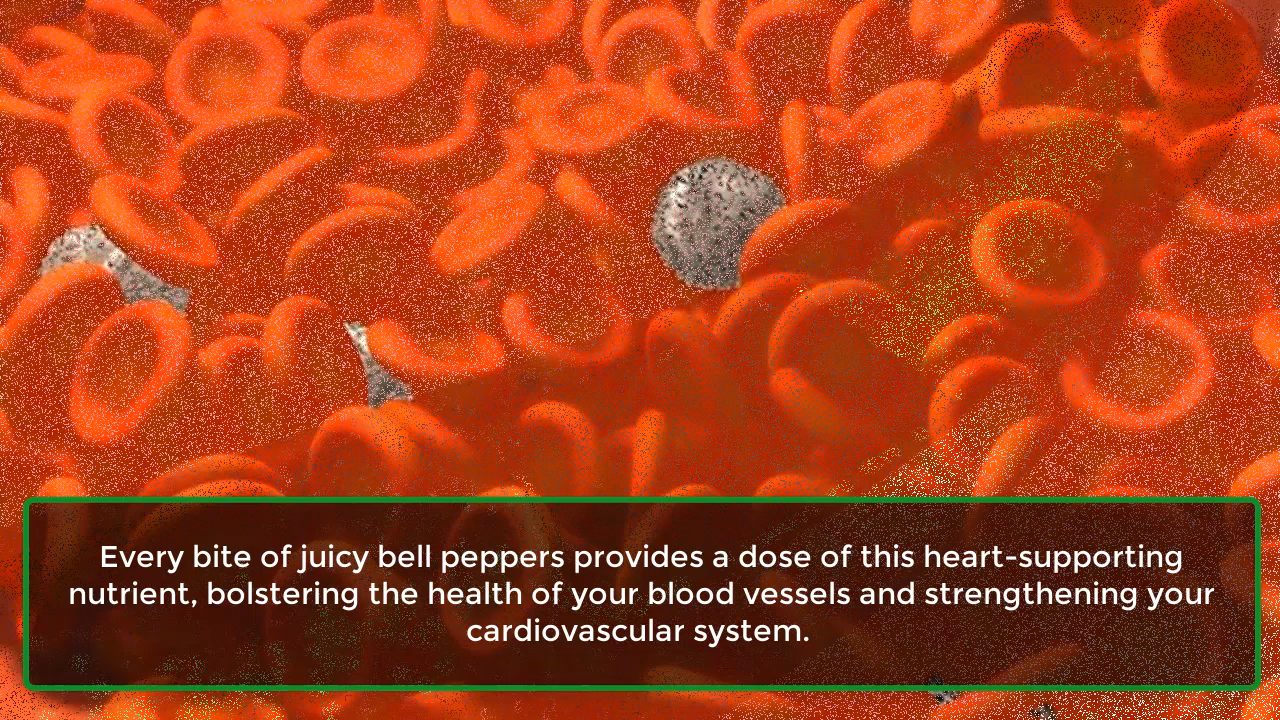 Every bite of juicy bell peppers provides a dose of this heart-supporting
nutrient, bolstering the health of your blood vessels and strengthening your
cardiovascular system.